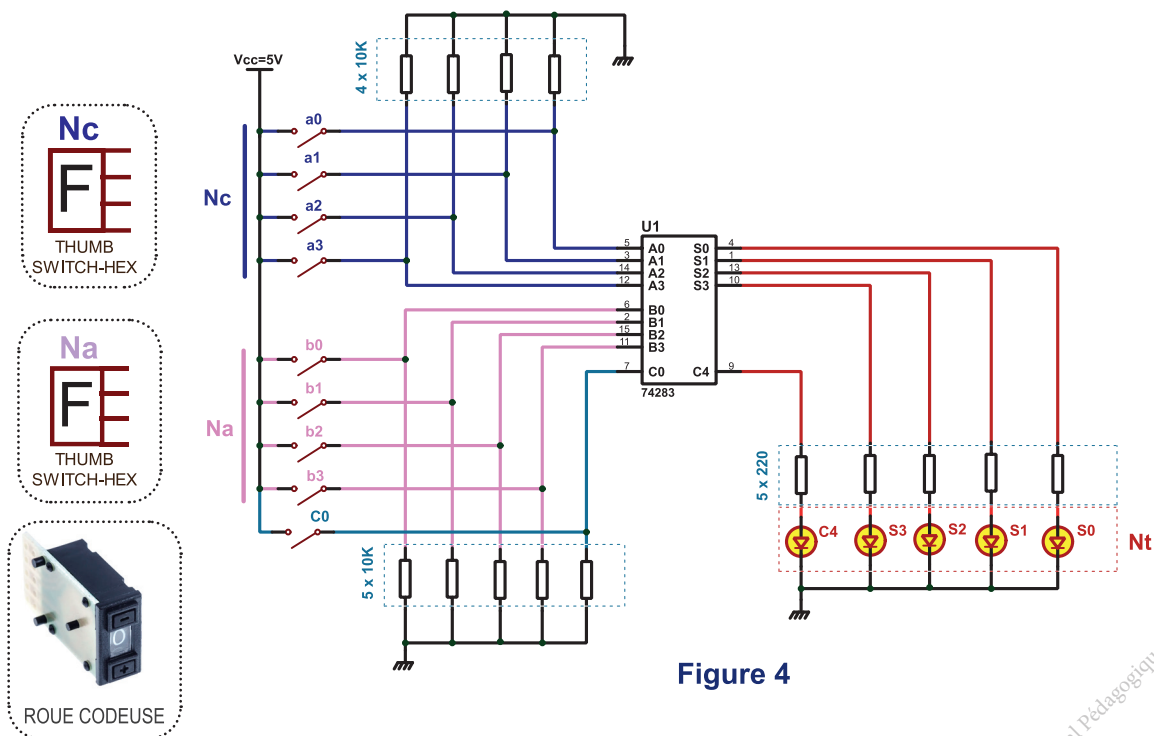 Vcc=5V
4 x 10K
Nc
F
THUMB
SWITCH-HEX
Nc
a0
a1
a2
a3
Na
F
THUMB
SWITCH-HEX
Na
b0
b1
b2
b3
C0
5 x 10K
U1
5 A0 S0 4
3 A1 S1 1
14 A2 S2 13
12 A3 S3 10
6 B0
2 B1
15 B2
11 B3
7 C0 C4 9
74283
5 x 220
C4 S3 S2 S1 S0
Nt
0
ROUE CODEUSE
Figure 4
Pédagogique